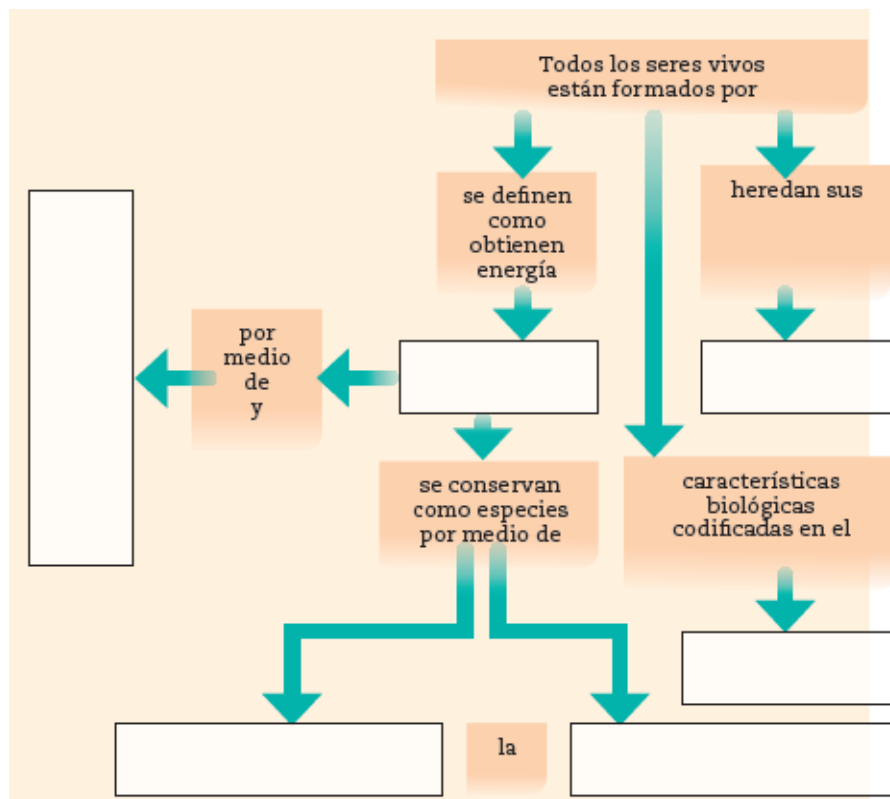 Todos los seres vivos
están formados por
se definen
como
obtienen
energía
heredan sus
por
medio
de
y
se conservan
como especies
por medio de
características
biológicas
codificadas en el
la